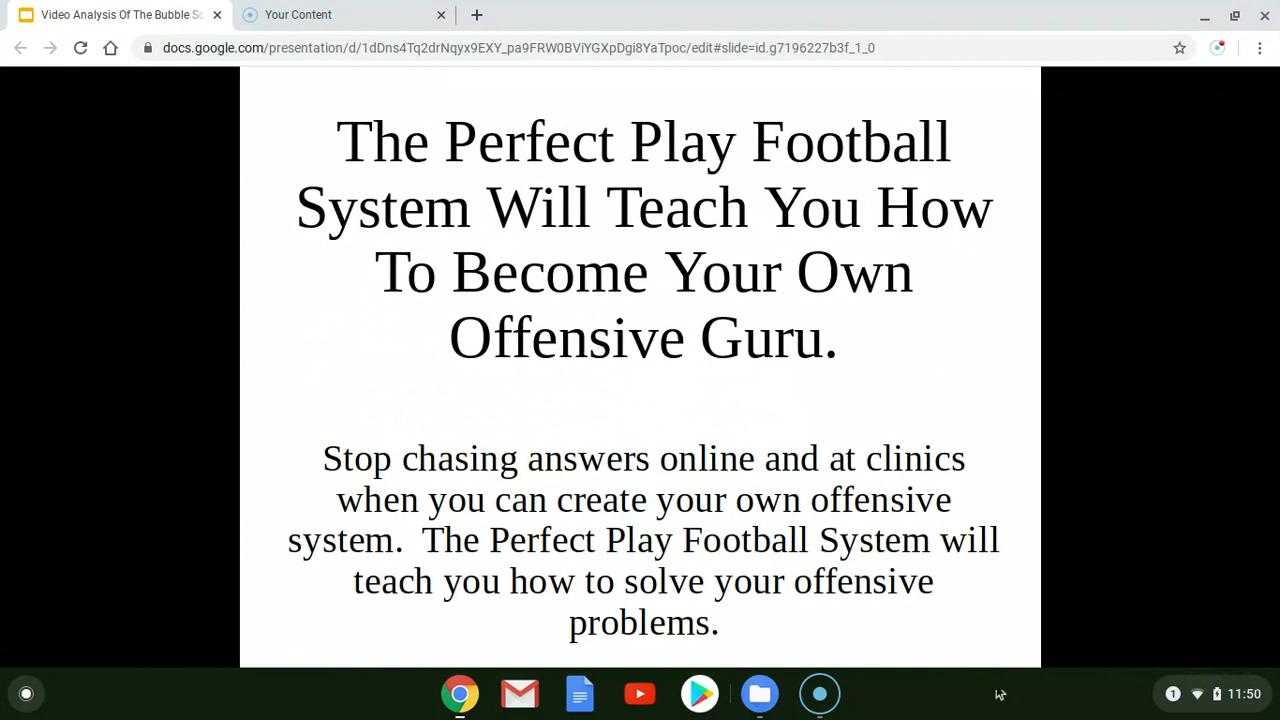 Video Analysis Of The Bubble Sc
Your Content
docs.google.com/presentation/d/1dDns4Tq2drNqyx9EXY_pa9FRW0BViYGXpDgi8YaTpoc/edit#slide=id.g7196227b3f_1_0
The Perfect Play Football
System Will Teach You How
To Become Your Own
Offensive Guru.
Stop chasing answers online and at clinics
when you can create your own offensive
system.  The Perfect Play Football System will
teach you how to solve your offensive
problems.
1 11:50